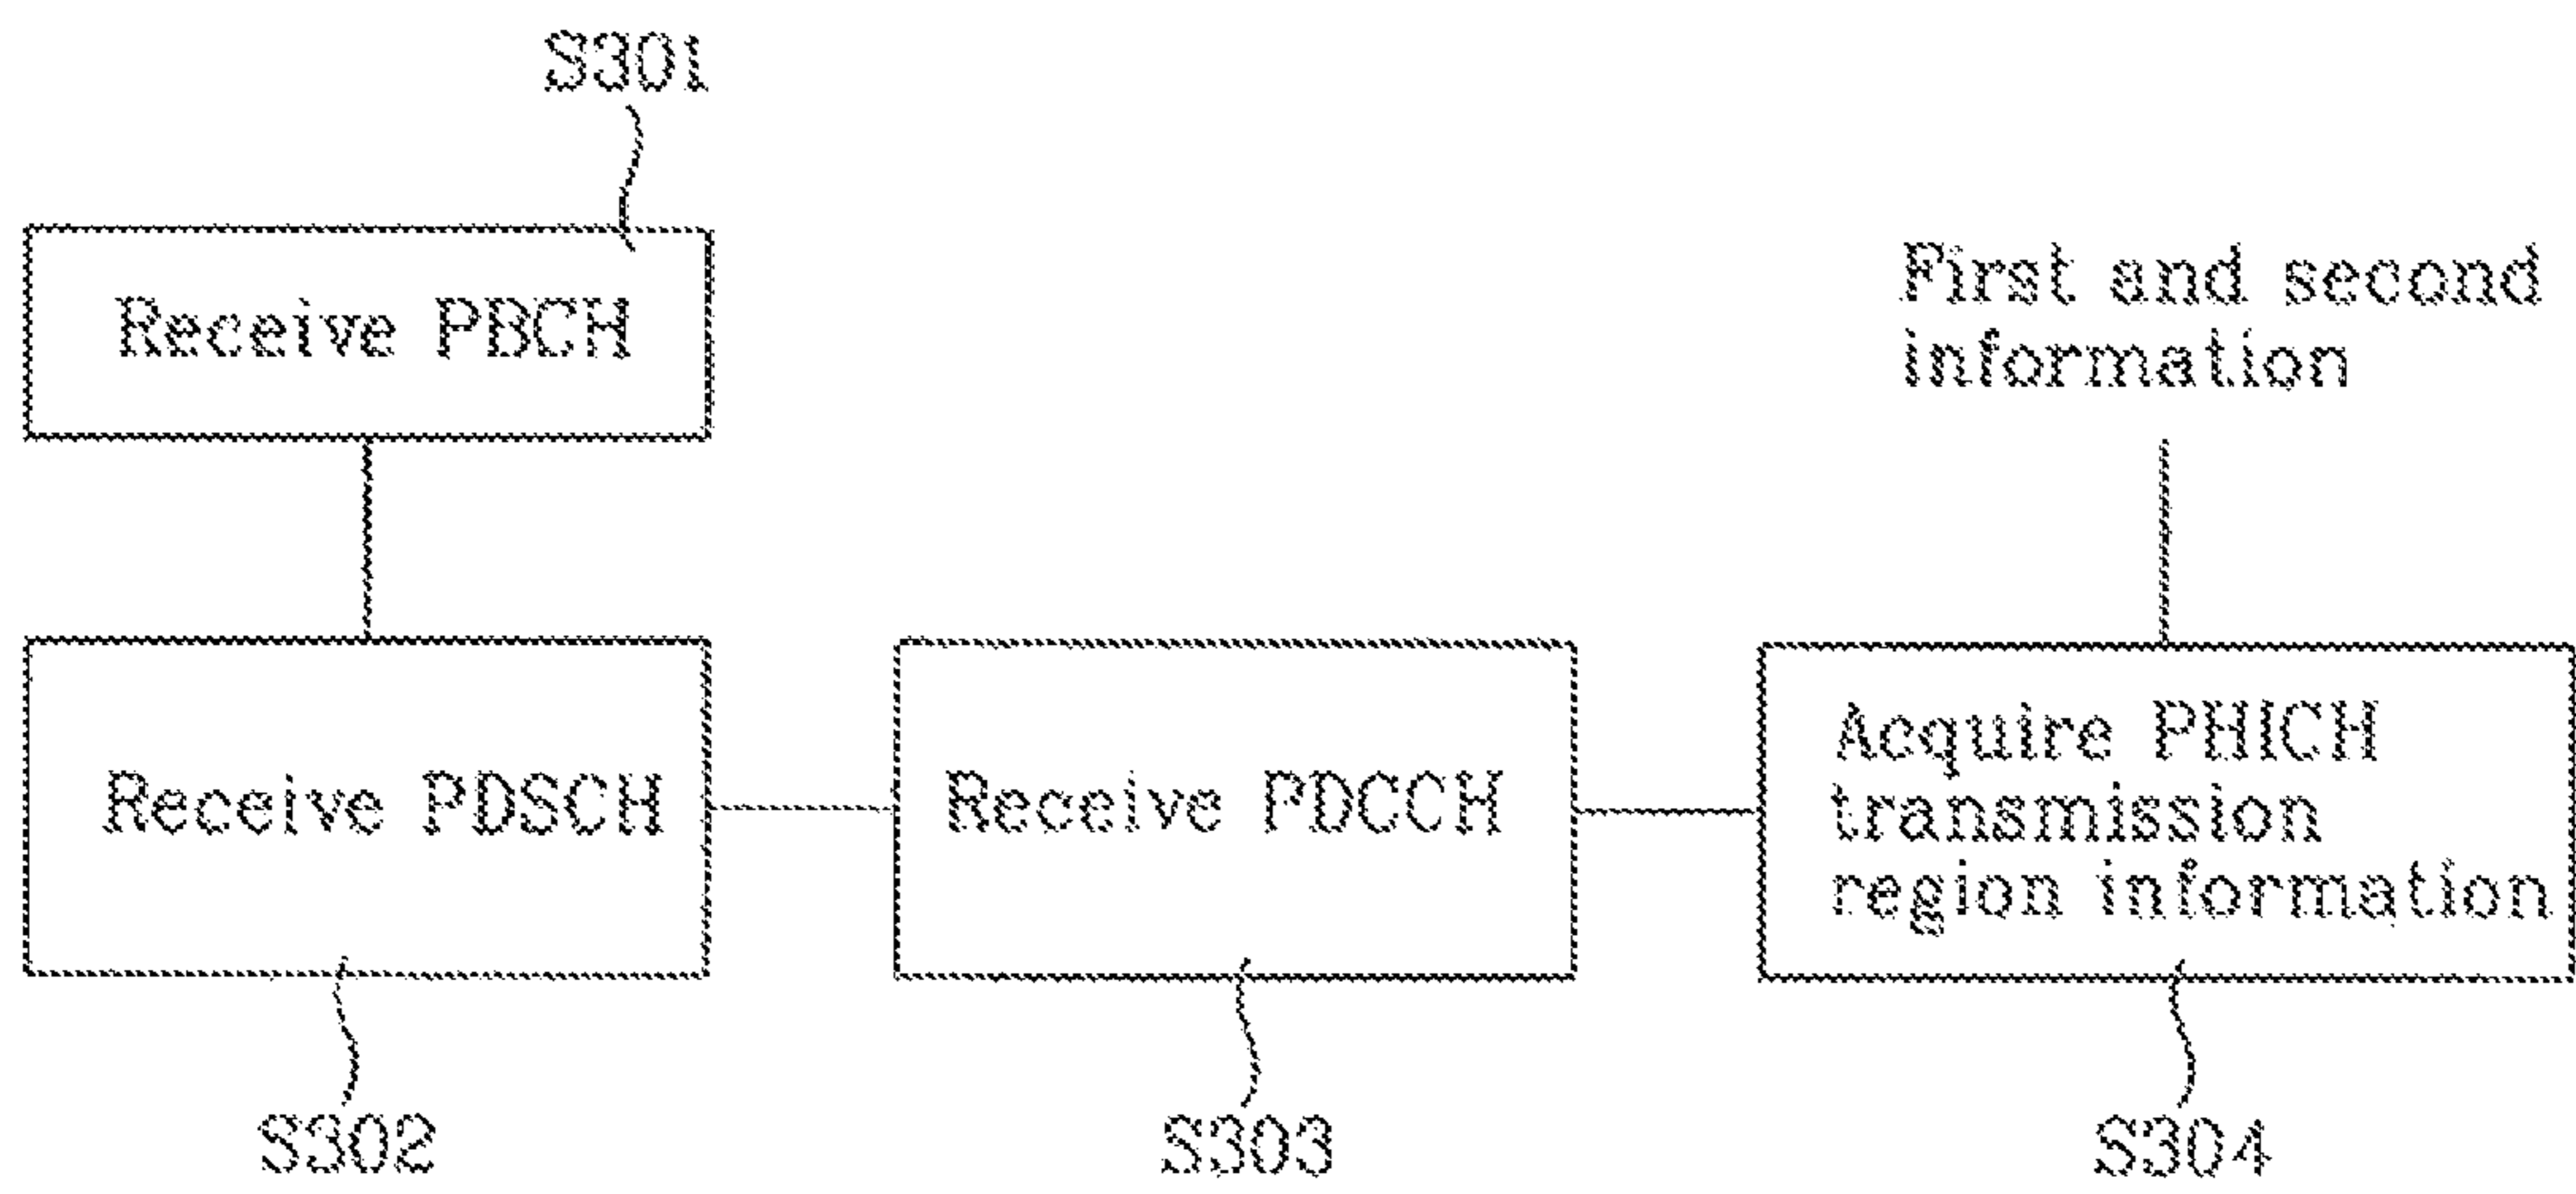 S301
Receive PBCH
First and second
information
Receive PDSCH
Receive PDCCH
Acquire PHICH
transmission
region information
S302
S303
S304